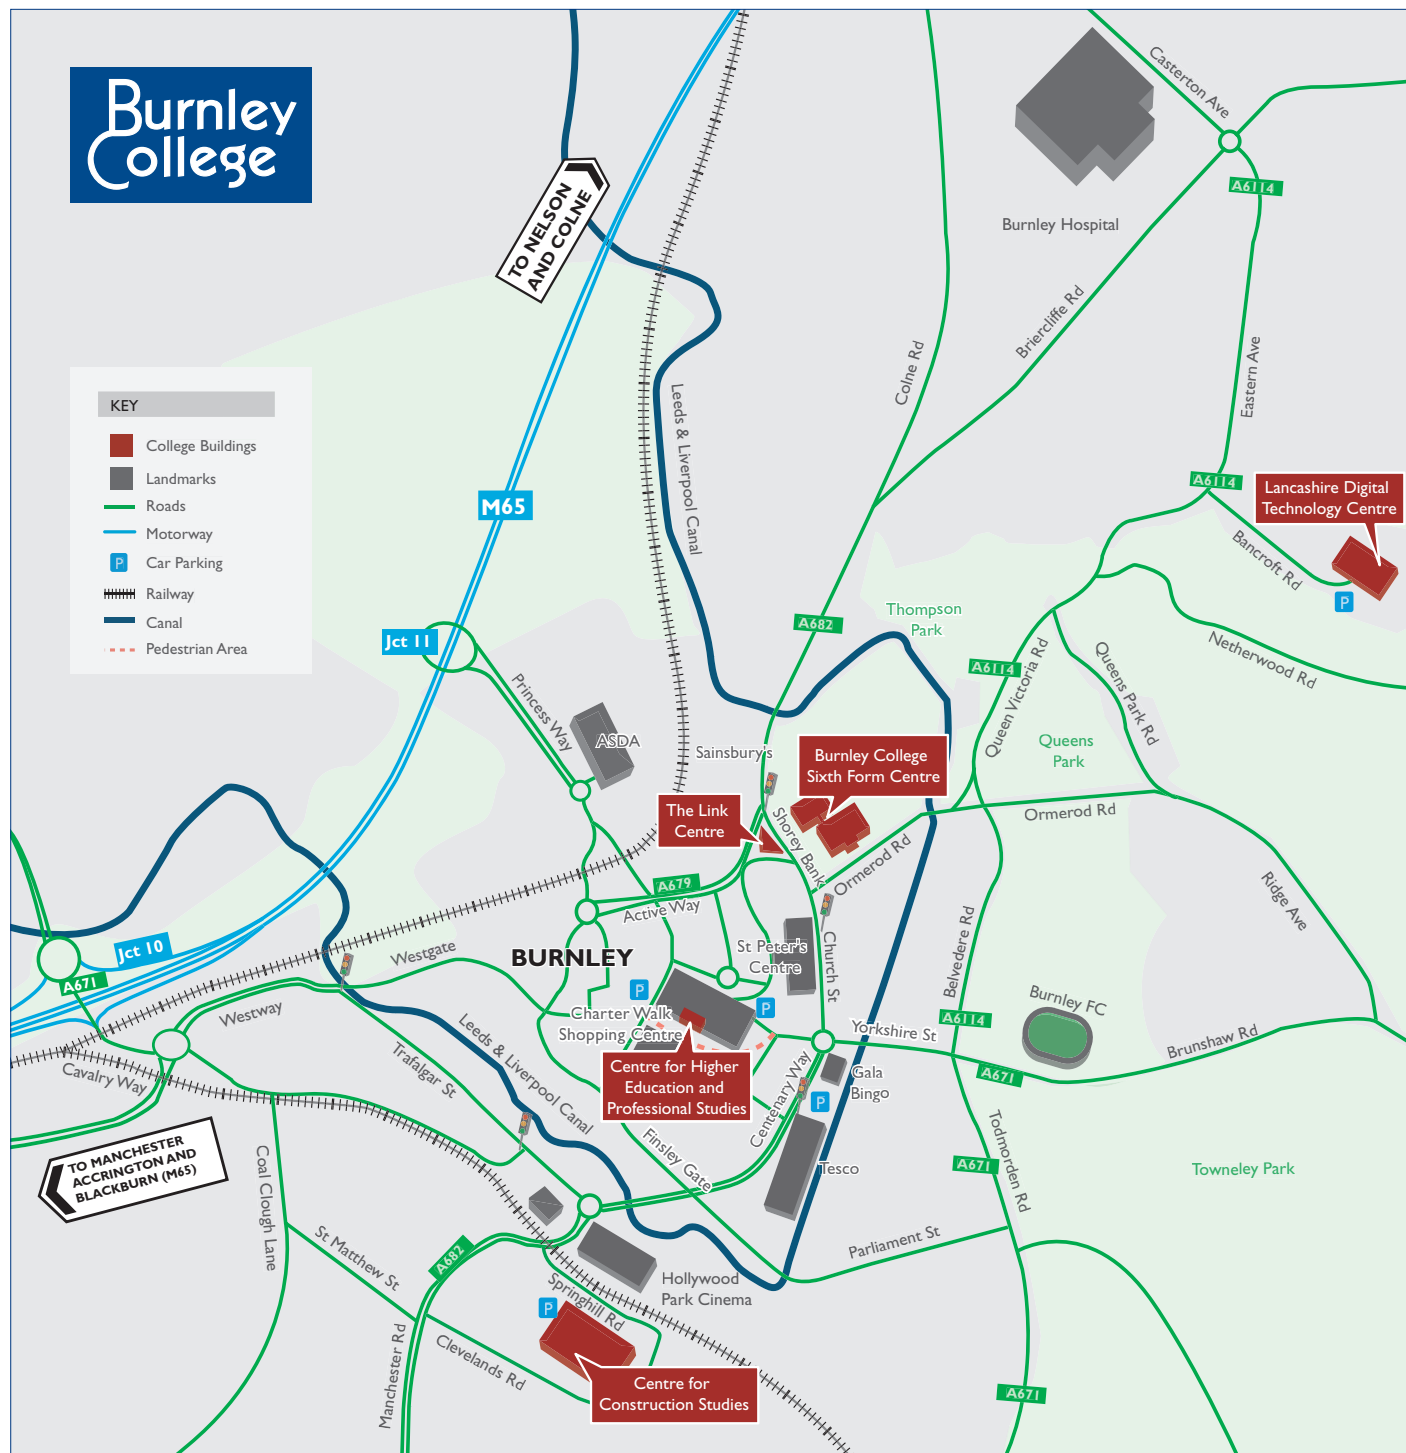 Burnley
College
Casterton Ave
A6114
TO NELSON
AND COLNE
Burnley Hospital
Briercliffe Rd
Colne Rd
Eastern Ave
KEY
College Buildings
Landmarks
Roads
Motorway
P
Car Parking
Railway
Canal
Pedestrian Area
Leeds & Liverpool Canal
M65
A6114
Lancashire Digital
Technology Centre
Bancroft Rd
P
Thompson
Park
A682
Jct 11
Netherwood Rd
A6114
Queen Victoria Rd
Queens Park Rd
Princess Way
ASDA
Sainsbury's
Queens
Park
Burnley College
Sixth Form Centre
The Link
Centre
Shorey Bank
Ormerod Rd
Ormerod Rd
A679
Active Way
Ridge Ave
Jct 10
A671
Westgate
BURNLEY
St Peter's
Centre
Church St
Belvedere Rd
P
P
Westway
Charter Walk
Shopping Centre
Burnley FC
A6114
Yorkshire St
Brunshaw Rd
Cavalry Way
Trafalgar St
Leeds & Liverpool Canal
Centre for Higher
Education and
Professional Studies
Centenary Way
Gala
Bingo
P
A671
TO MANCHESTER
ACCRINGTON AND
BLACKBURN (M65)
Coal Clough Lane
Finsley Gate
Tesco
A671
Todmorden Rd
Towneley Park
St Matthew St
A682
Parliament St
Hollywood
Park Cinema
Springhill Rd
P
Manchester Rd
Clevelands Rd
Centre for
Construction Studies
A671